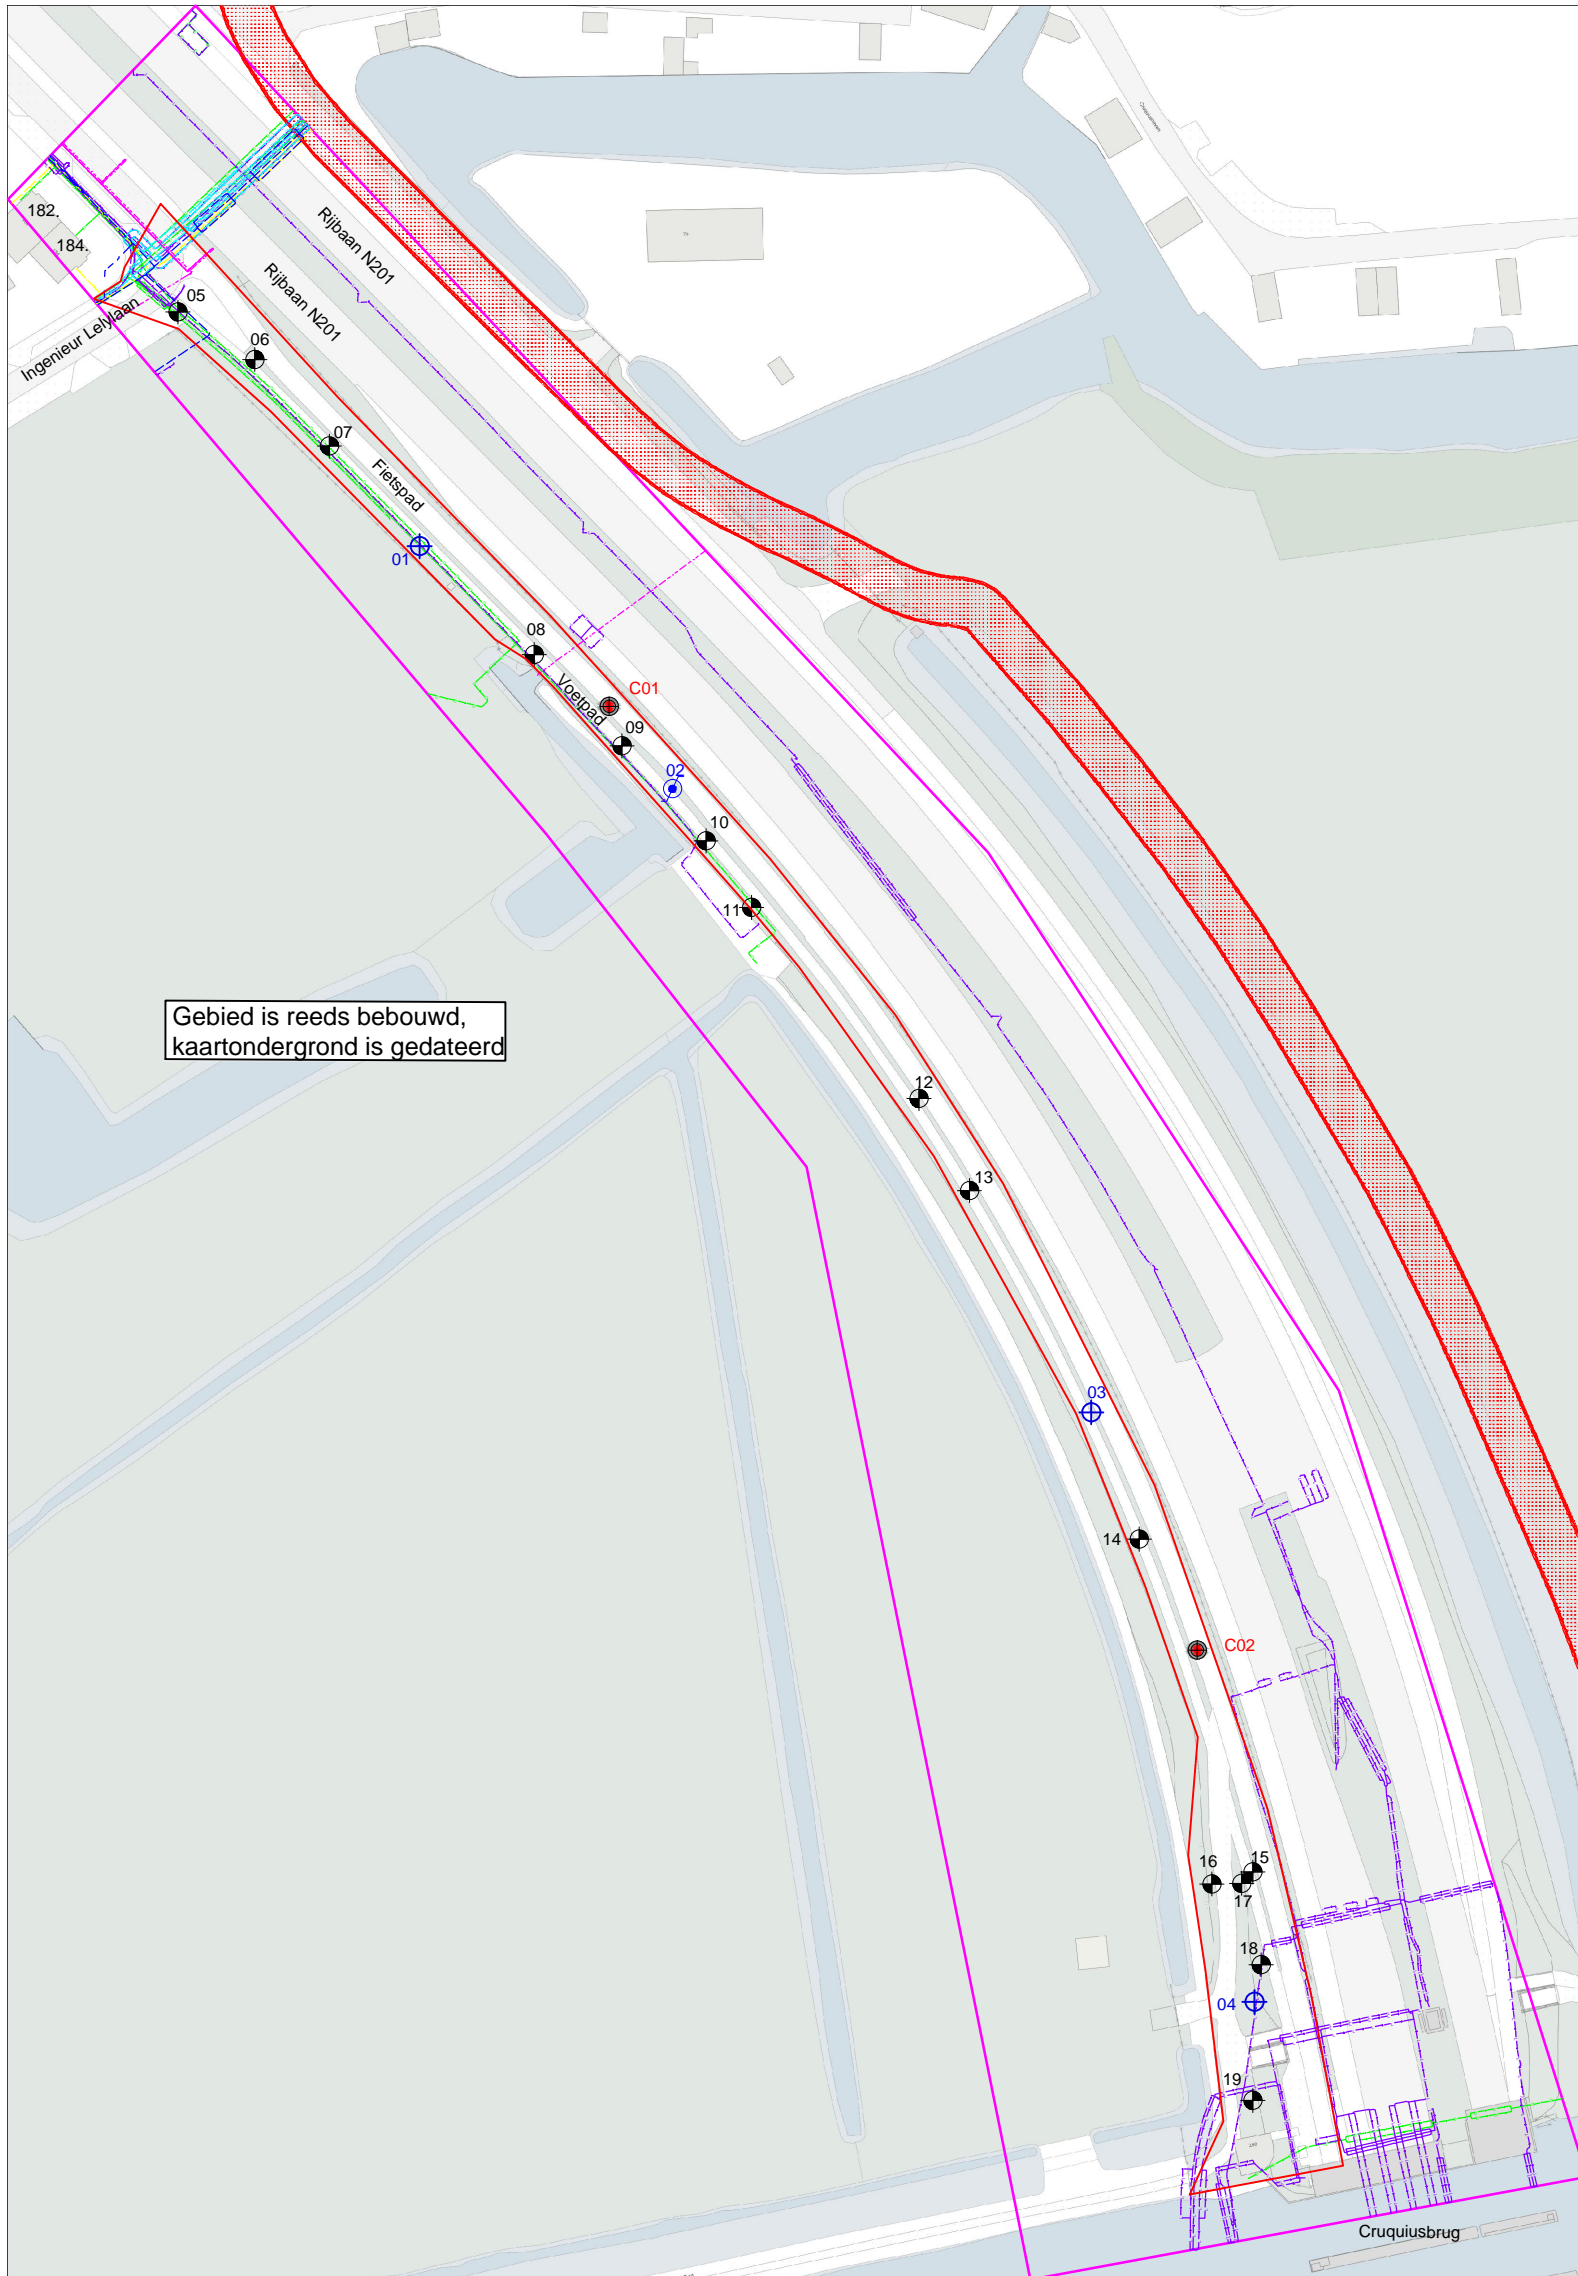 182.
184.
Rijbaan N201
Rijbaan N201
Ingenieur Lelylaan
05
06
07
Fietspad
01
08
Voetpad
C01
09
02
10
11
Gebied is reeds bebouwd,
kaartondergrond is gedateerd
12
13
03
14
C02
15
16
17
18
04
19
Cruquiusbrug